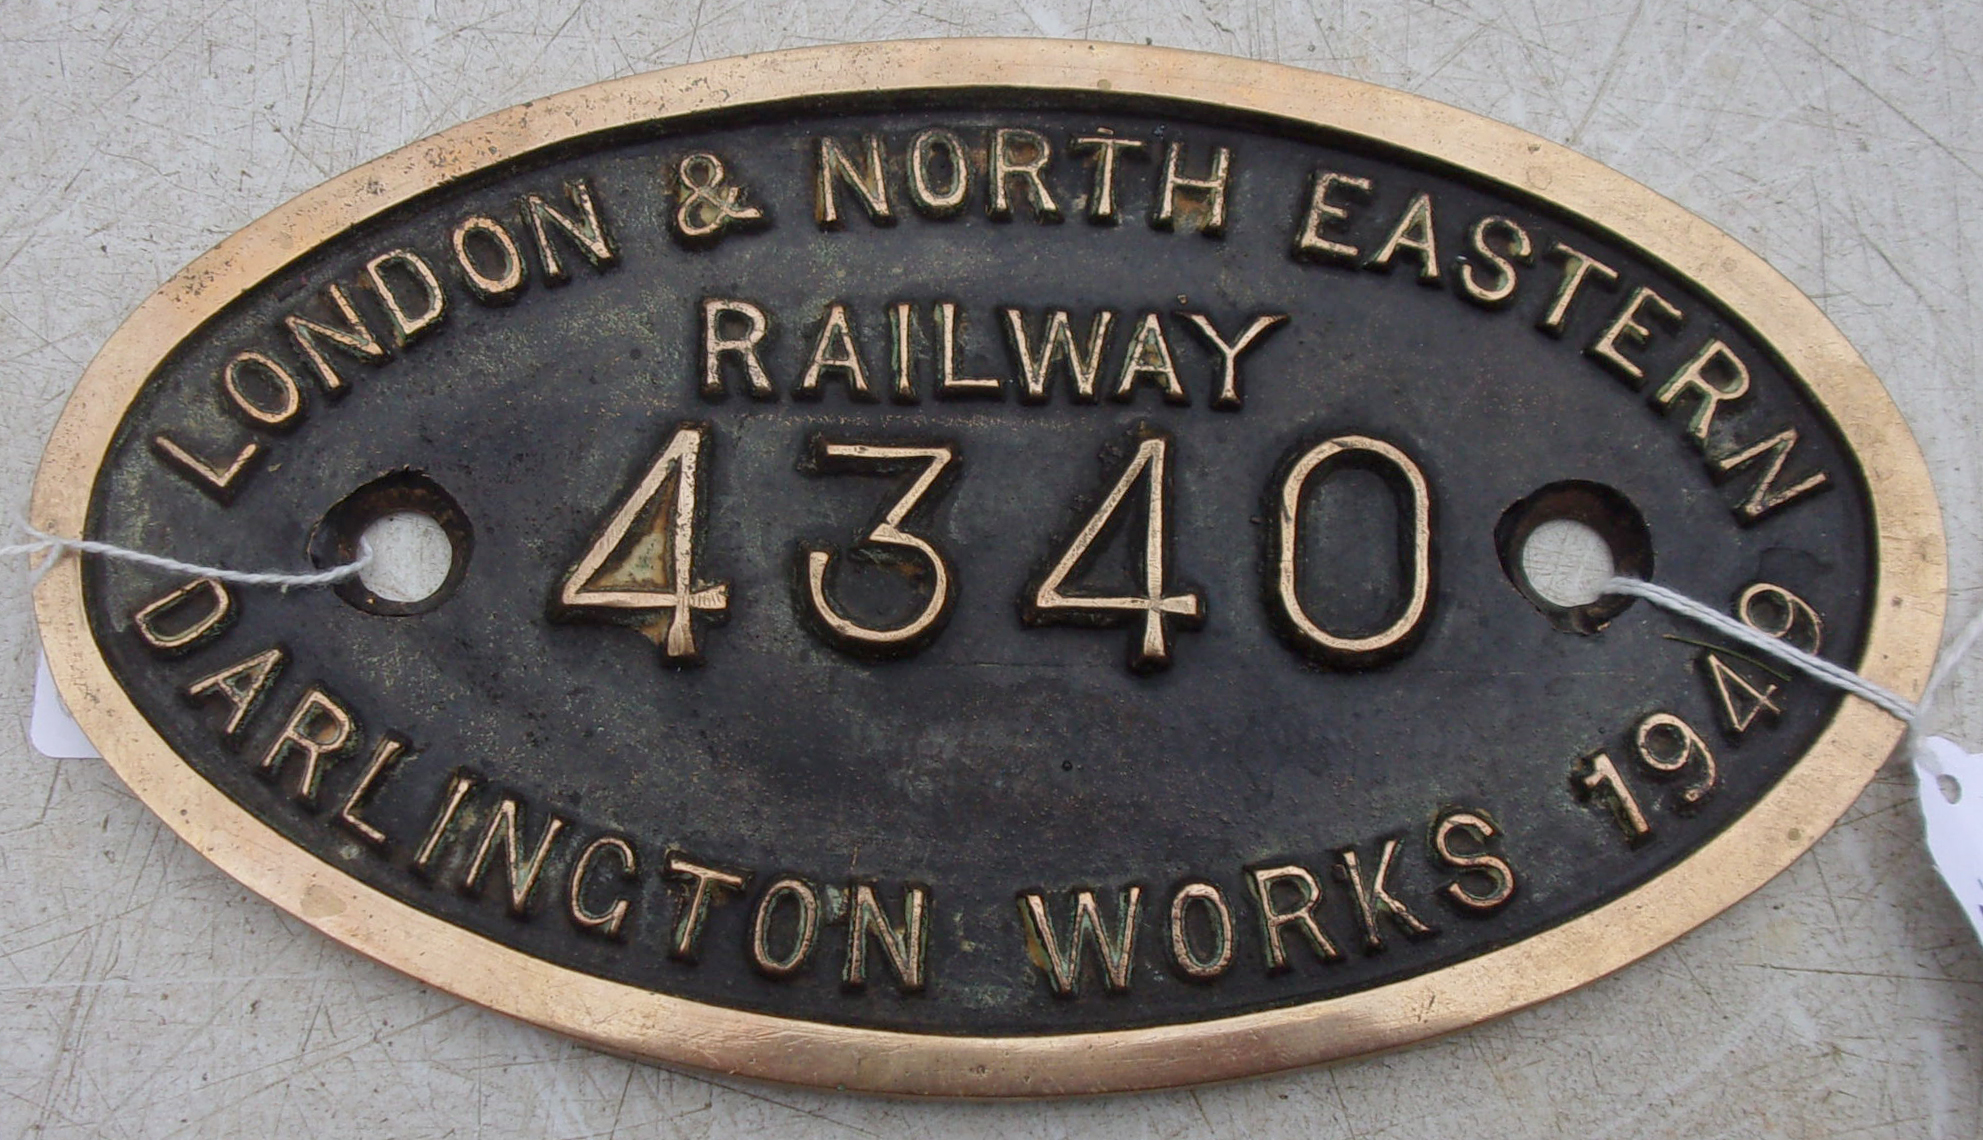 LONDON & NORTH EASTERN
RAILWAY
4340
DARLINGTON WORKS 1949